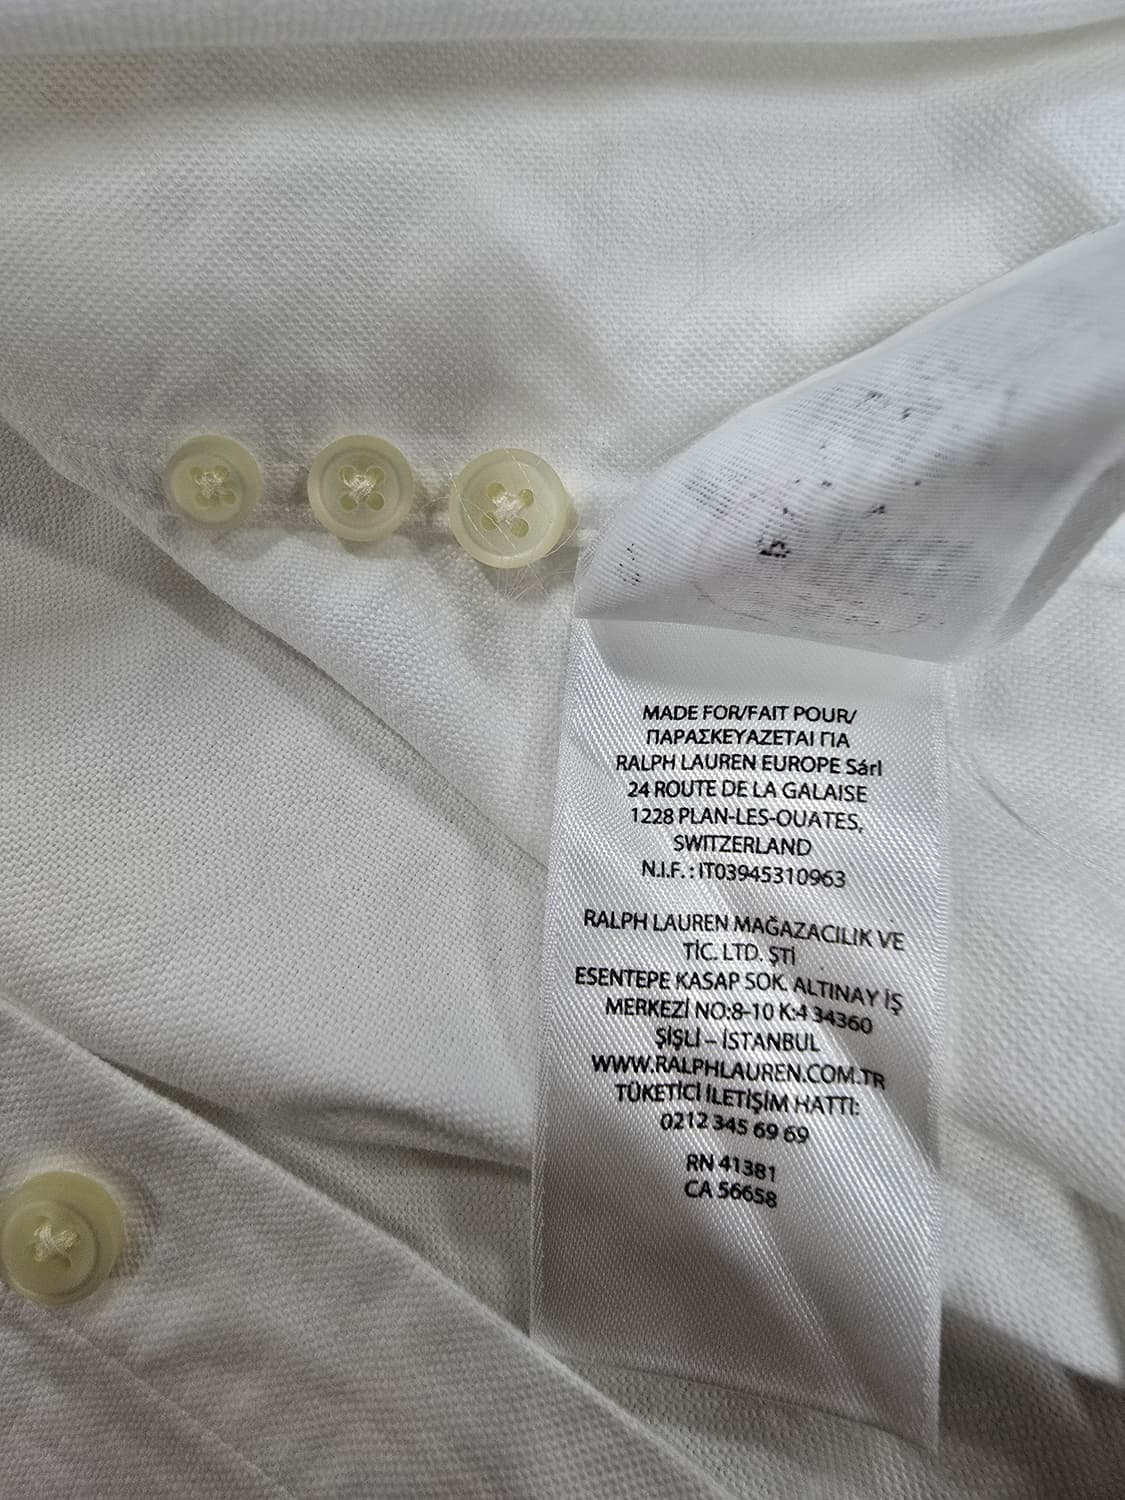 MADE FOR/FAIT POUR/
ΠΑΡΑΣΚΕΥΑΖΕΤΑΙ ΓΙΑ
RALPH LAUREN EUROPE Sárl
24 ROUTE DE LA GALAISE
1228 PLAN-LES-OUATES,
SWITZERLAND
N.I.F. : IT03945310963
RALPH LAUREN MAĞAZACILIK VE
TİC. LTD. ŞTİ
ESENTEPE KASAP SOK. ALTINAY İŞ
MERKEZİ NO:8-10 K:4 34360
ŞİŞLİ – İSTANBUL
WWW.RALPHLAUREN.COM.TR
TÜKETİCİ İLETİŞİM HATTI:
0212 345 69 69
RN 41381
CA 56658